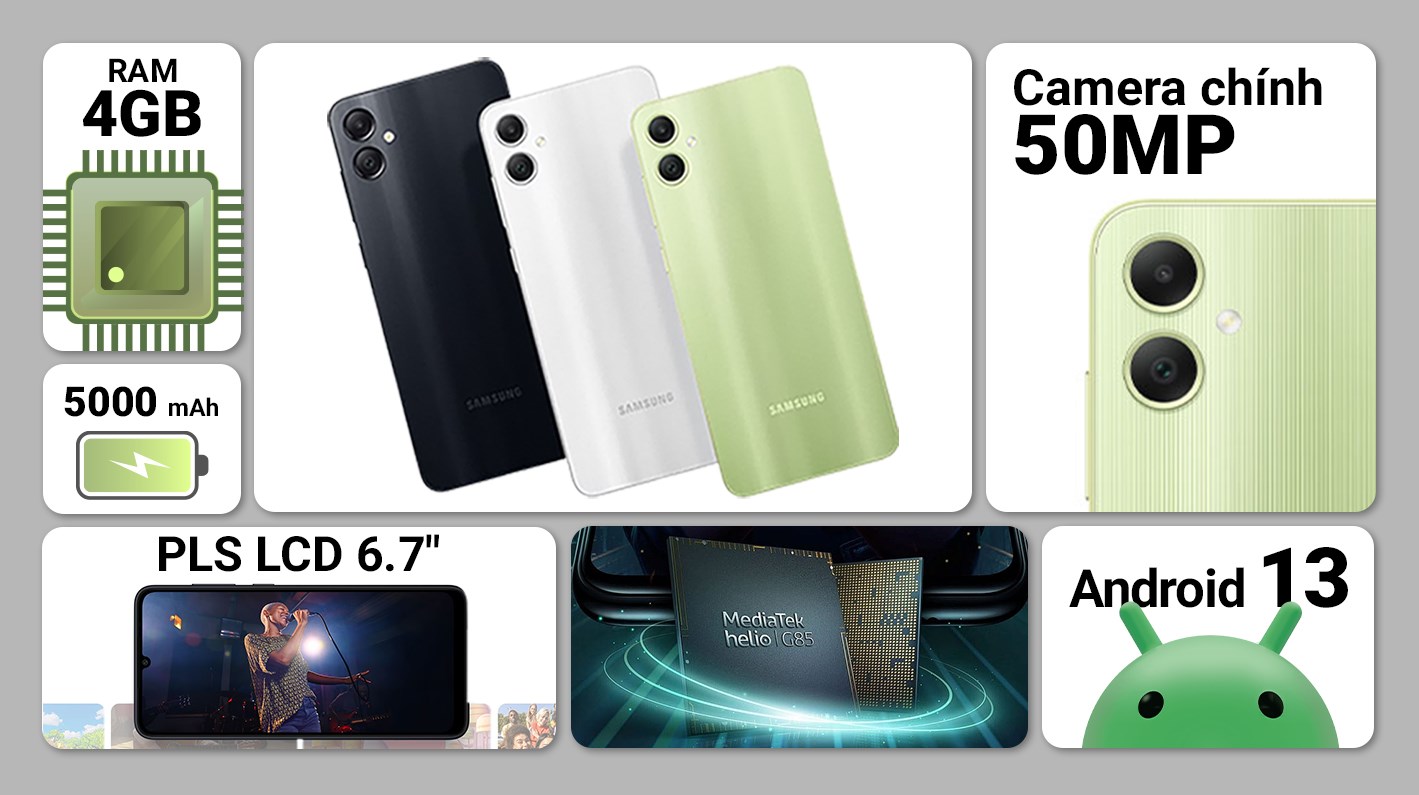 RAM
4GB
5000 mAh
SAMSUNG
SAMSUNG
SAMSUNG
Camera chính
50MP
PLS LCD 6.7"
MediaTek
helio | G85
Android 13